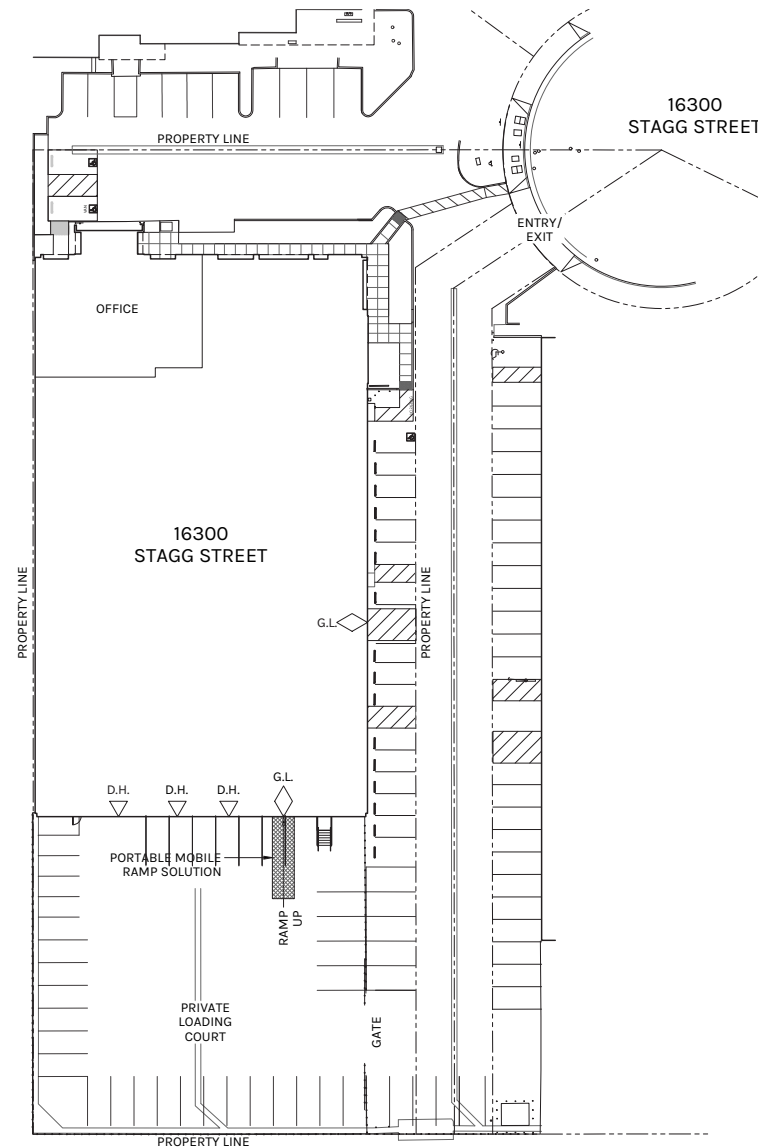 16300
STAGG STREET
PROPERTY LINE
ENTRY/
EXIT
OFFICE
16300
STAGG STREET
PROPERTY LINE
G.L.
PROPERTY LINE
G.L.
D.H.
D.H.
D.H.
PORTABLE MOBILE
RAMP SOLUTION
RAMP
UP
PRIVATE
LOADING
COURT
GATE
PROPERTY LINE